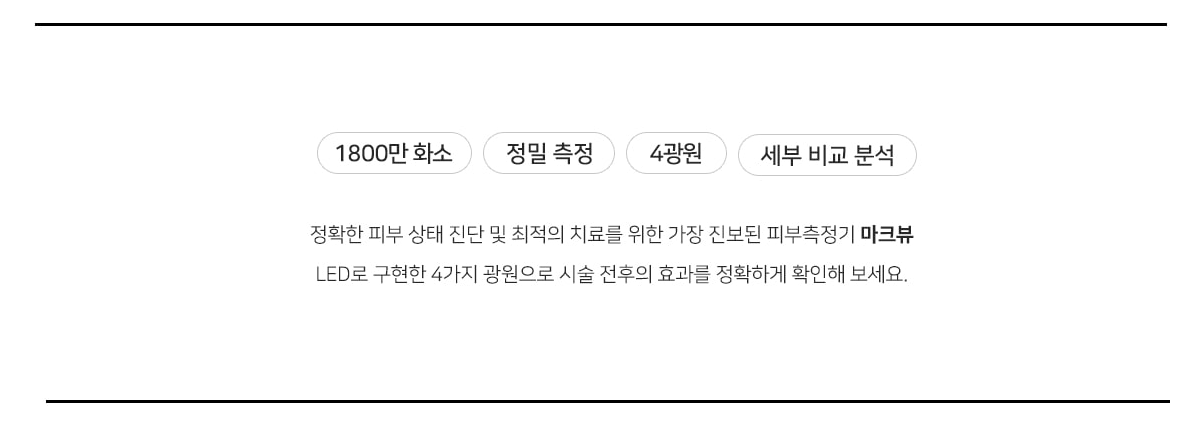 1800만 화소 정밀 측정 4광원 세부 비교 분석
정확한 피부 상태 진단 및 최적의 치료를 위한 가장 진보된 피부측정기 마크뷰
LED로 구현한 4가지 광원으로 시술 전후의 효과를 정확하게 확인해 보세요.